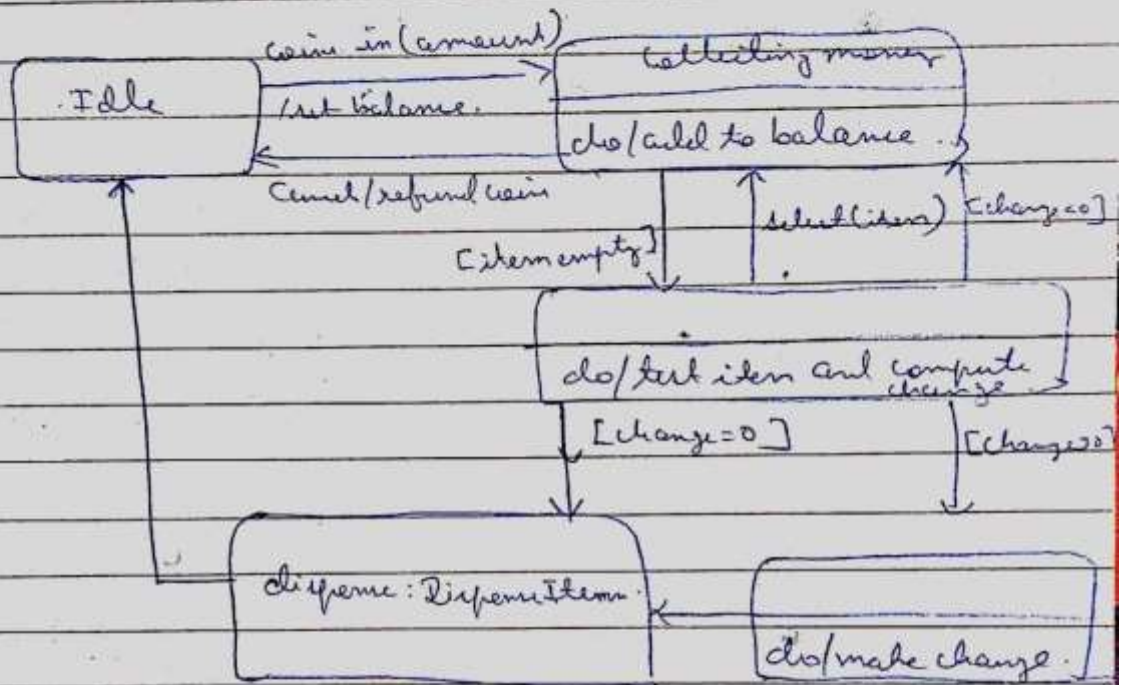 coin in (amount)
Collecting money
Idle
/set balance.
do/add to balance.
Cancel/refund coin
[item empty]
select(item)
[change<0]
do/test item and compute
change.
[change=0]
[change>0]
dispense: DispenseItem.
do/make change.